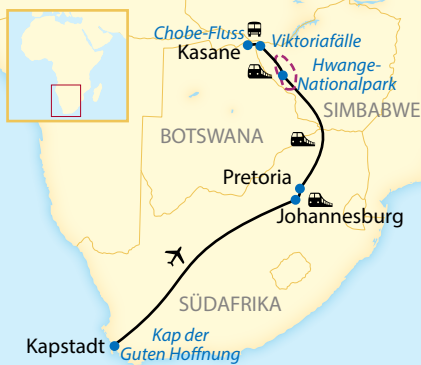 Chobe-Fluss
Viktoriafälle
Kasane
Hwange-
Nationalpark
SIMBABWE
BOTSWANA
Pretoria
Johannesburg
SÜDAFRIKA
Kapstadt
Kap der
Guten Hoffnung